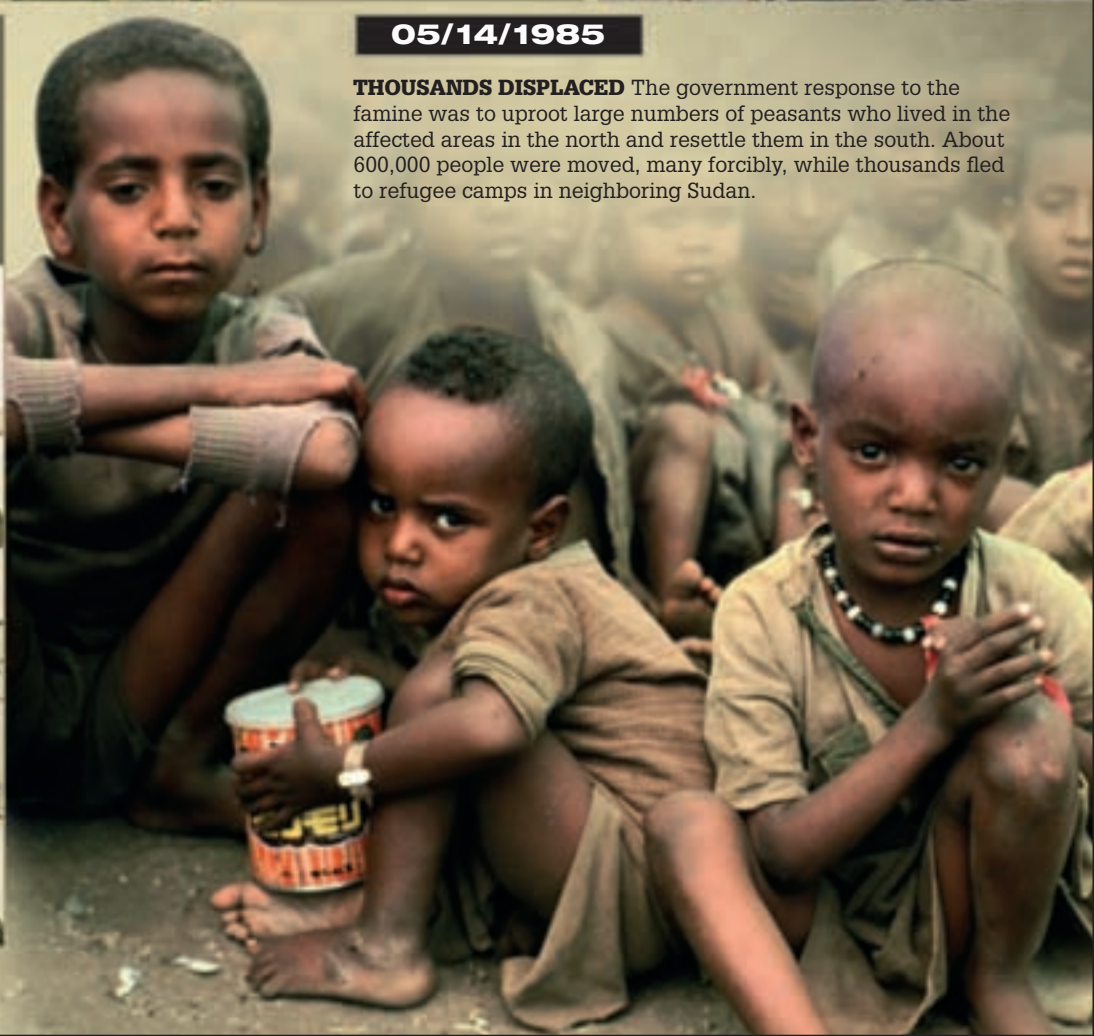 05/14/1985
THOUSANDS DISPLACED The government response to the
famine was to uproot large numbers of peasants who lived in the
affected areas in the north and resettle them in the south. About
600,000 people were moved, many forcibly, while thousands fled
to refugee camps in neighboring Sudan.